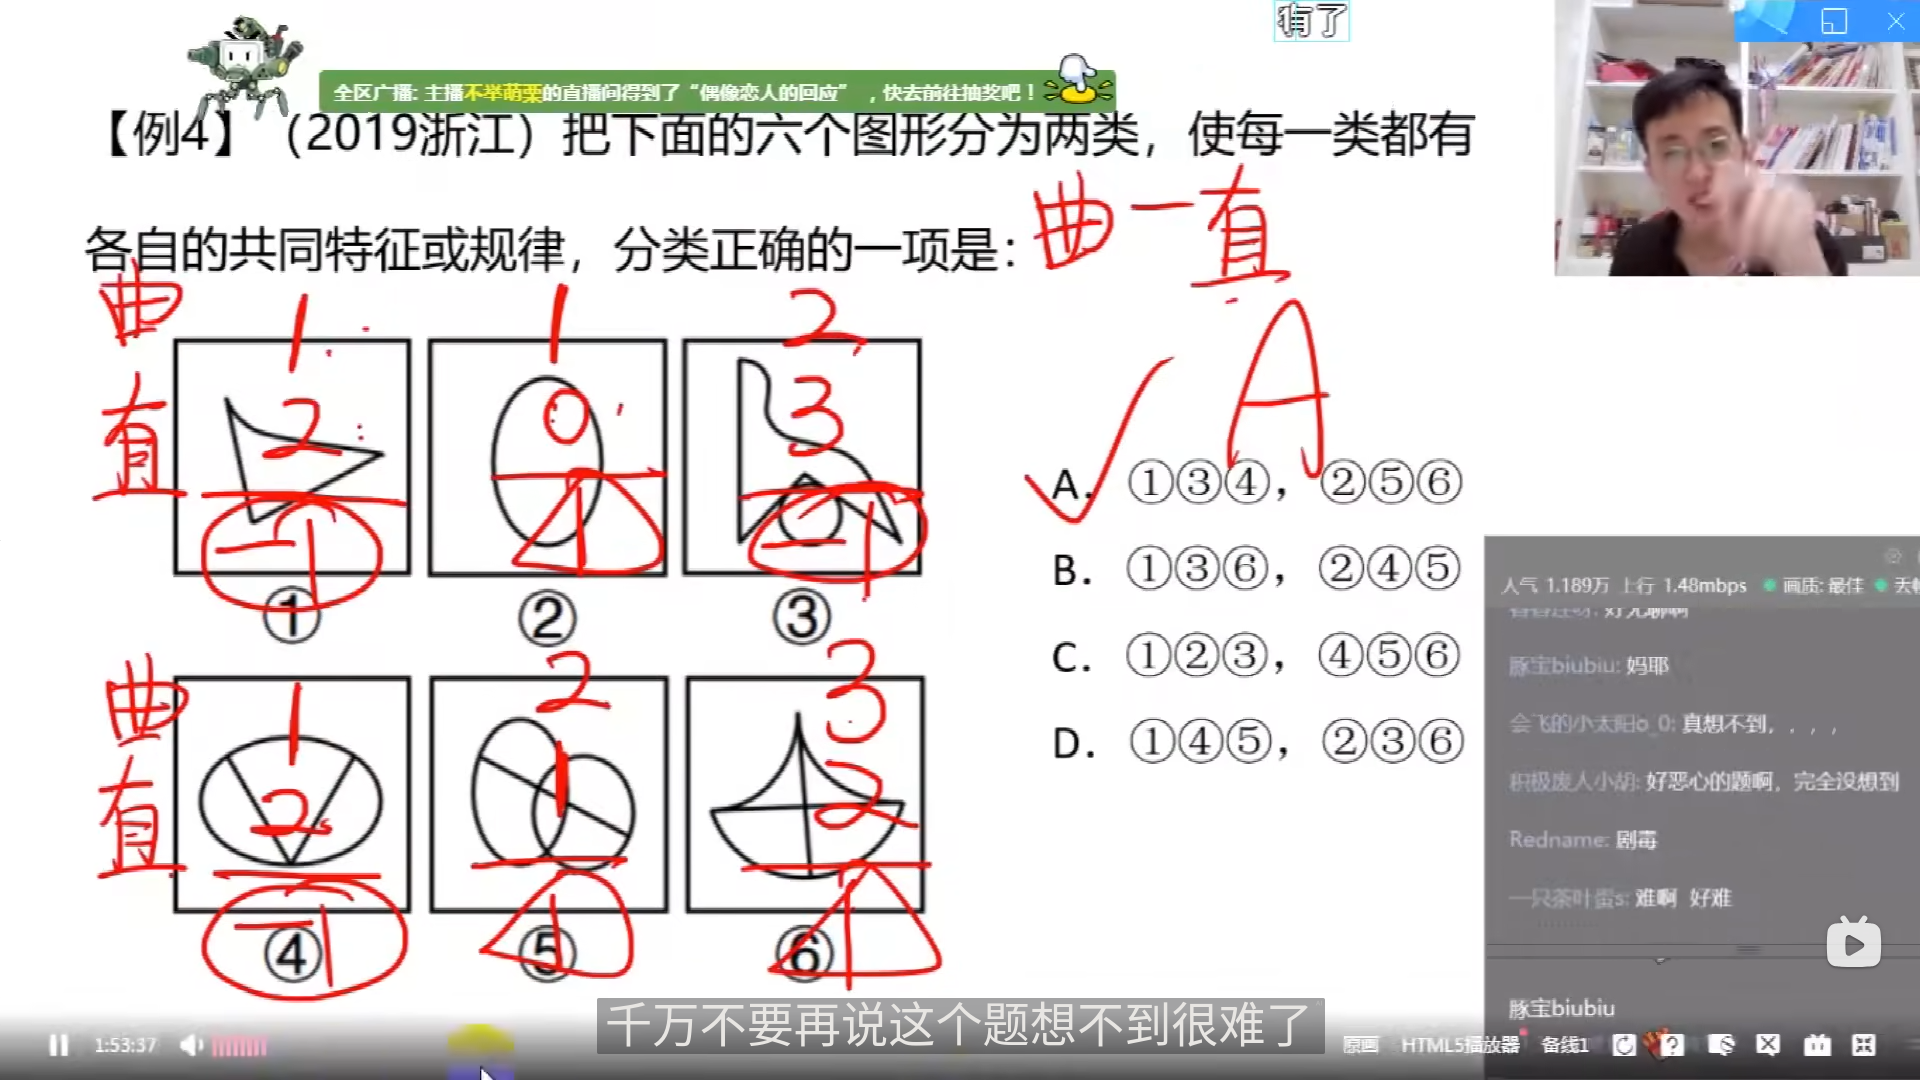 有了
全区广播: 主播不举萌栗的直播间得到了“偶像恋人的回应”，快去前往抽奖吧！
【例4】（2019浙江）把下面的六个图形分为两类，使每一类都有
各自的共同特征或规律，分类正确的一项是：
曲一直
曲 1 1 2
直 2 0 3
-1 1 -1
① ② ③
曲 1 2 3
直 2 1 2
-1 1 1
④ ⑤ ⑥
A
A. ①③④，②⑤⑥
B. ①③⑥，②④⑤
C. ①②③，④⑤⑥
D. ①④⑤，②③⑥
人气 1.189万 上行 1.48mbps 画质: 最佳
豚宝biubiu: 妈耶
会飞的小太阳o_0: 真想不到，. , ,
积极废人小胡: 好恶心的题啊，完全没想到
Redname: 剧毒
一只茶叶蛋s: 难啊 好难
豚宝biubiu
千万不要再说这个题想不到很难了
1:53:37 原画 HTML5播放器 备线1